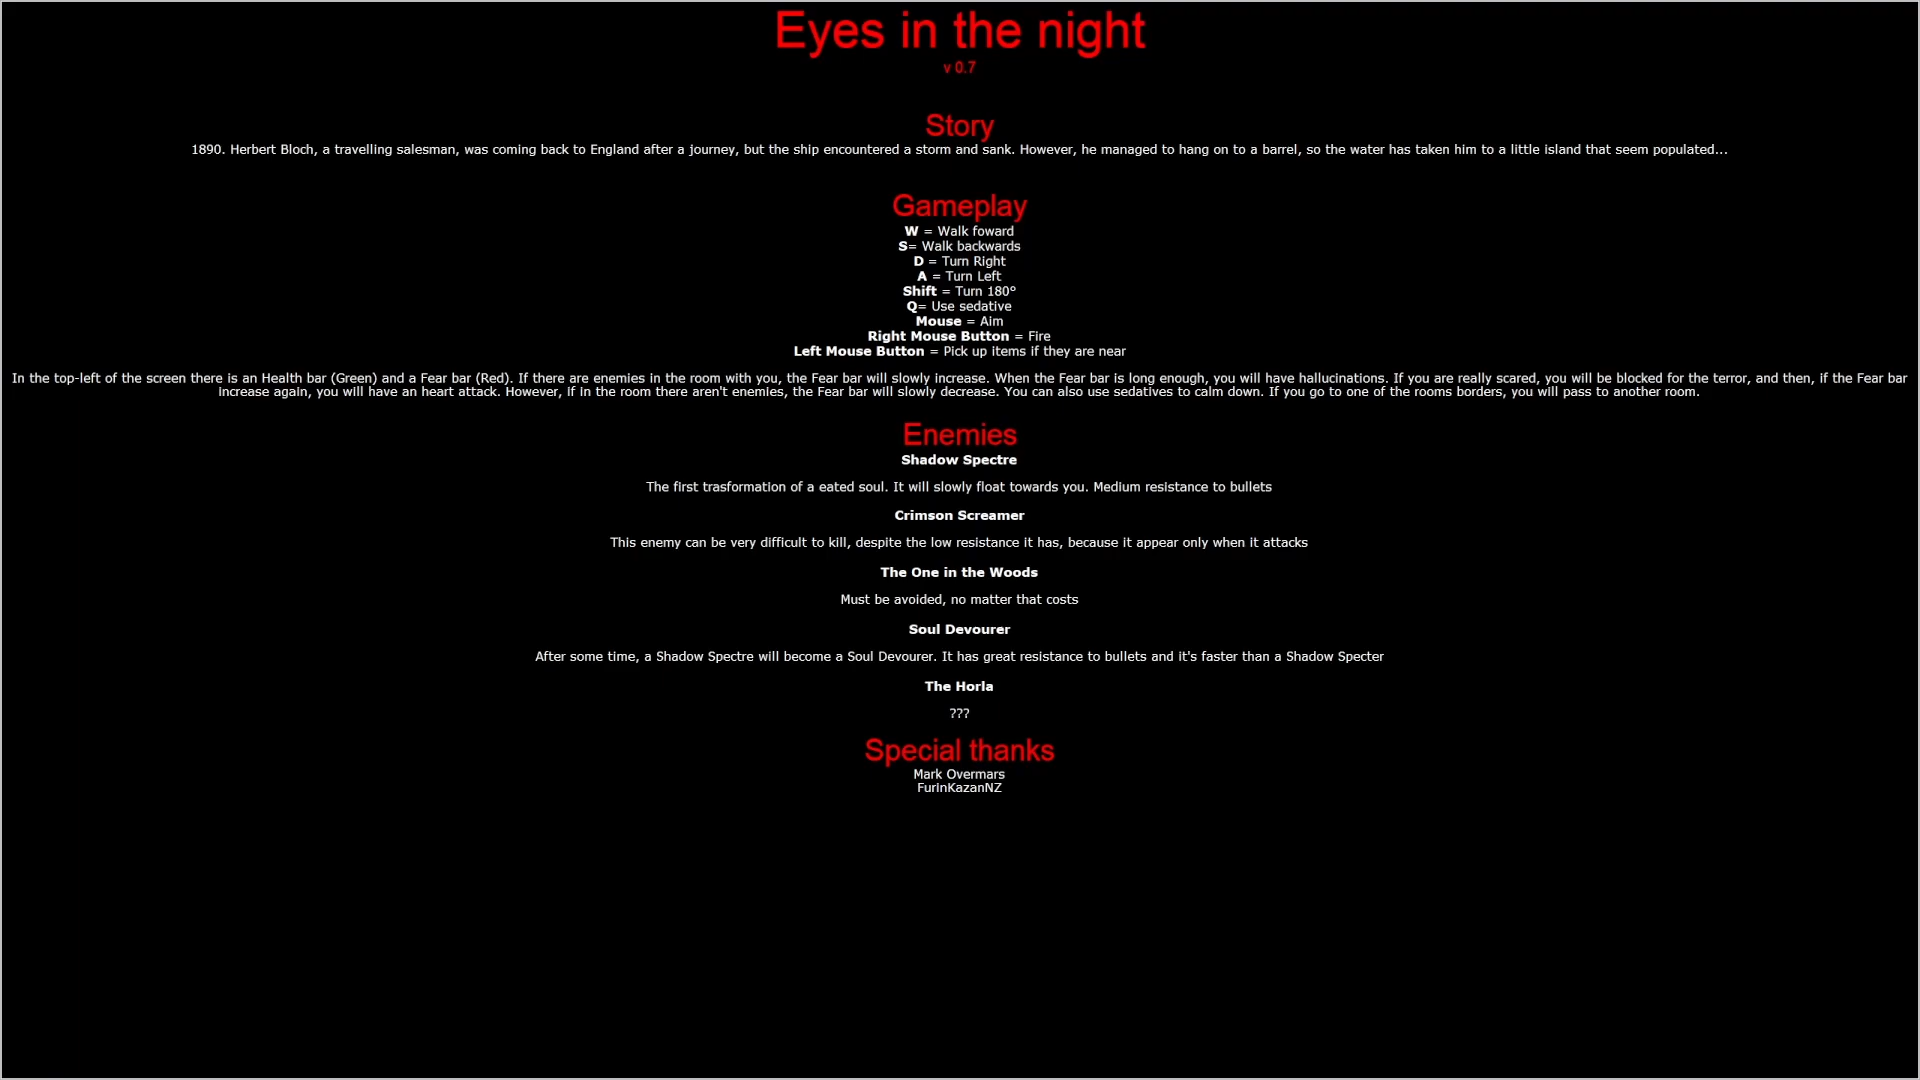 Eyes in the night
v 0.7
Story
1890. Herbert Bloch, a travelling salesman, was coming back to England after a journey, but the ship encountered a storm and sank. However, he managed to hang on to a barrel, so the water has taken him to a little island that seem populated...
Gameplay
W = Walk foward
S= Walk backwards
D = Turn Right
A = Turn Left
Shift = Turn 180°
Q= Use sedative
Mouse = Aim
Right Mouse Button = Fire
Left Mouse Button = Pick up items if they are near
In the top-left of the screen there is an Health bar (Green) and a Fear bar (Red). If there are enemies in the room with you, the Fear bar will slowly increase. When the Fear bar is long enough, you will have hallucinations. If you are really scared, you will be blocked for the terror, and then, if the Fear bar
increase again, you will have an heart attack. However, if in the room there aren't enemies, the Fear bar will slowly decrease. You can also use sedatives to calm down. If you go to one of the rooms borders, you will pass to another room.
Enemies
Shadow Spectre
The first trasformation of a eated soul. It will slowly float towards you. Medium resistance to bullets
Crimson Screamer
This enemy can be very difficult to kill, despite the low resistance it has, because it appear only when it attacks
The One in the Woods
Must be avoided, no matter that costs
Soul Devourer
After some time, a Shadow Spectre will become a Soul Devourer. It has great resistance to bullets and it's faster than a Shadow Specter
The Horla
???
Special thanks
Mark Overmars
FurinKazanNZ